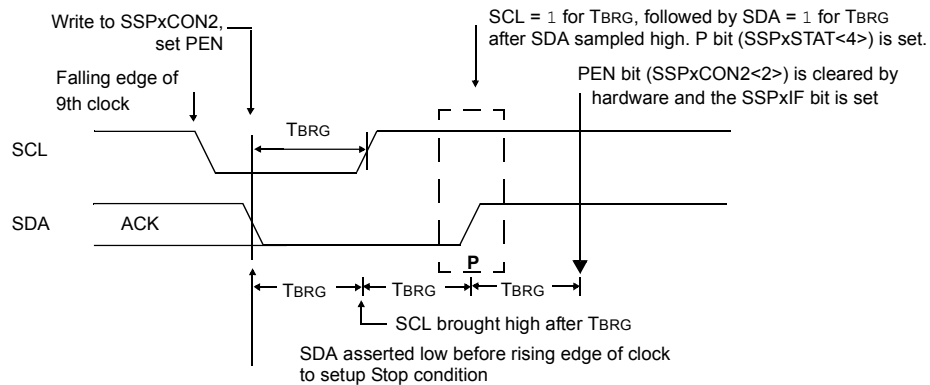 Write to SSPxCON2,
set PEN
SCL = 1 for TBRG, followed by SDA = 1 for TBRG
after SDA sampled high. P bit (SSPxSTAT<4>) is set.
Falling edge of
9th clock
PEN bit (SSPxCON2<2>) is cleared by
hardware and the SSPxIF bit is set
TBRG
SCL
SDA
ACK
P
TBRG
TBRG
TBRG
SCL brought high after TBRG
SDA asserted low before rising edge of clock
to setup Stop condition